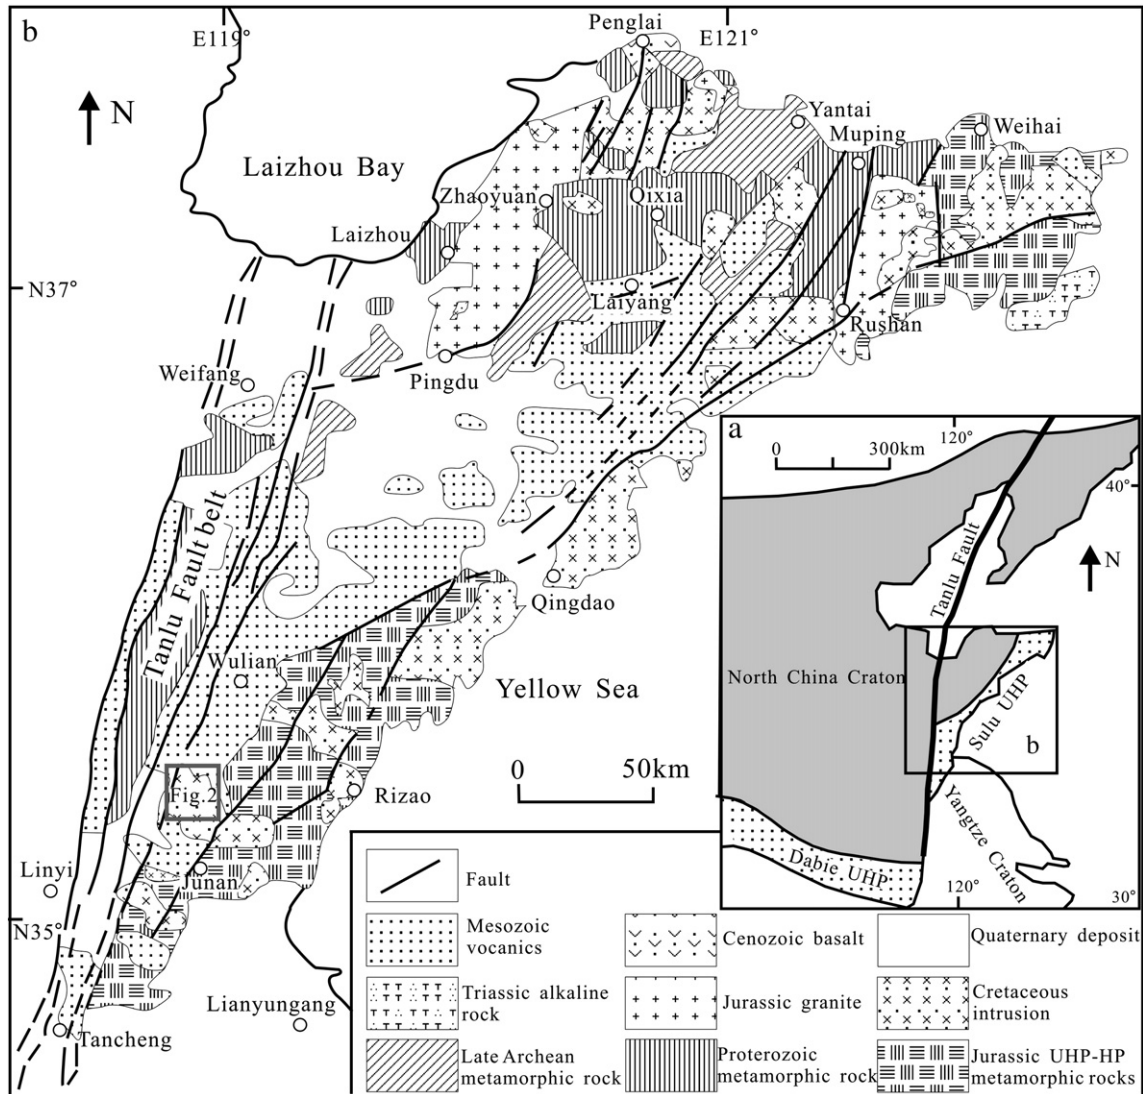 b
E119°
Penglai
E121°
N
Yantai
Muping
Weihai
Laizhou Bay
Zhaoyuan
Qixia
Laizhou
N37°
Laiyang
Rushan
Weifang
Pingdu
a
0 300km
120°
40°
Tanlu Fault
N
Tanlu Fault belt
Qingdao
Wulian
Yellow Sea
North China Craton
Sulu UHP
b
0 50km
Fig.2
Rizao
Yangtze Craton
Dabie UHP
120°
30°
Linyi
Junan
N35°
Lianyungang
Tancheng
Fault
Mesozoic
vocanics
Cenozoic basalt
Quaternary deposit
Triassic alkaline
rock
Jurassic granite
Cretaceous
intrusion
Late Archean
metamorphic rock
Proterozoic
metamorphic rock
Jurassic UHP-HP
metamorphic rocks